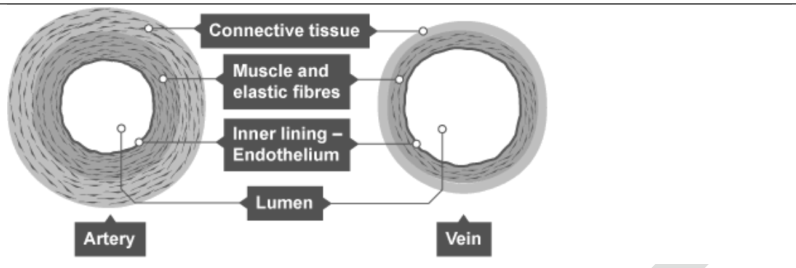 Connective tissue
Muscle and
elastic fibres
Inner lining –
Endothelium
Lumen
Artery
Vein